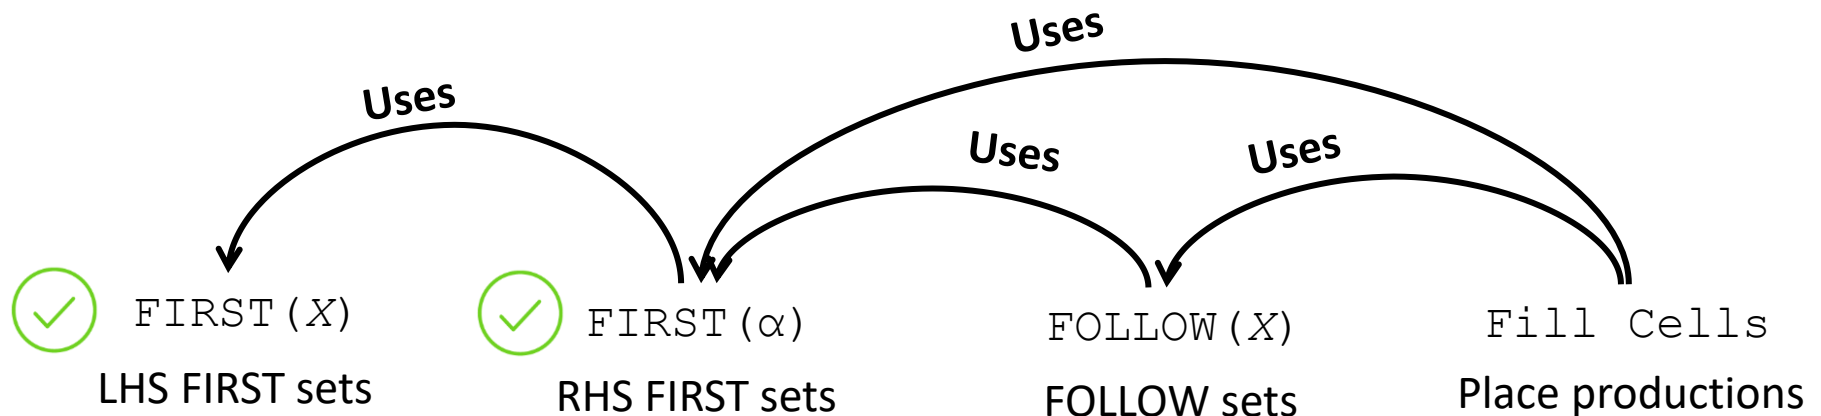 Uses
Uses
Uses
Uses
FIRST(X)
FIRST(α)
FOLLOW(X)
Fill Cells
LHS FIRST sets
RHS FIRST sets
FOLLOW sets
Place productions